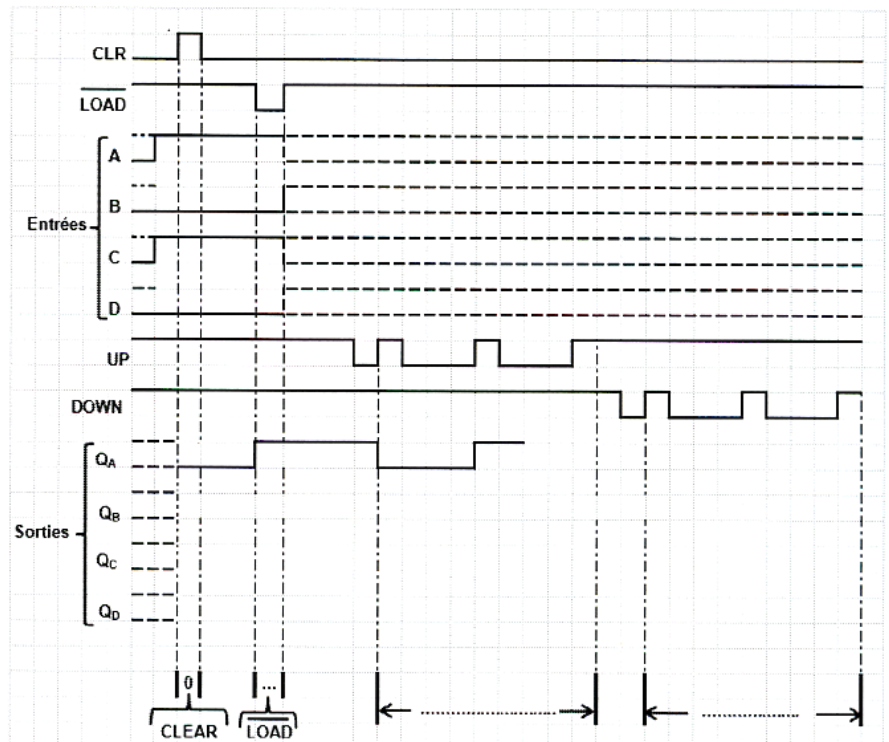 CLR
LOAD
A
B
Entrées
C
D
UP
DOWN
QA
QB
Sorties
QC
QD
0 ...
CLEAR LOAD
.......................... ..................